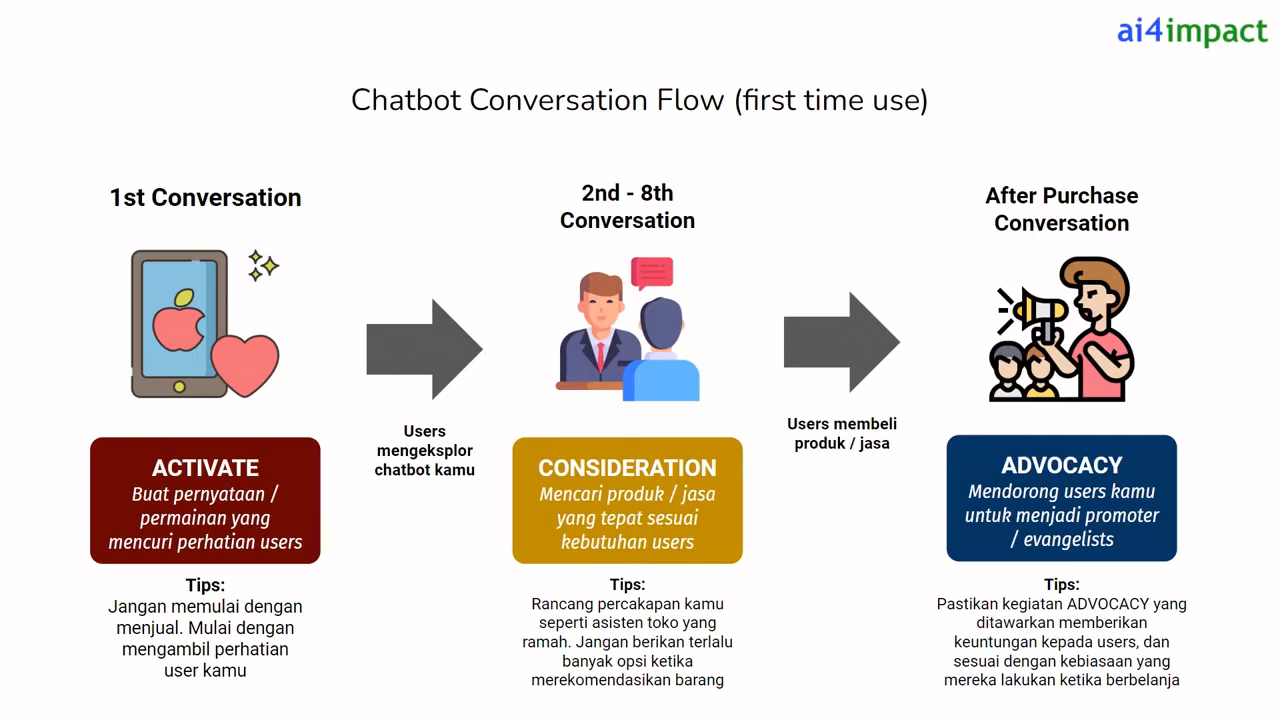 ai4impact
Chatbot Conversation Flow (first time use)
1st Conversation
ACTIVATE
Buat pernyataan /
permainan yang
mencuri perhatian users
Tips:
Jangan memulai dengan
menjual. Mulai dengan
mengambil perhatian
user kamu
Users
mengeksplor
chatbot kamu
2nd - 8th
Conversation
CONSIDERATION
Mencari produk / jasa
yang tepat sesuai
kebutuhan users
Tips:
Rancang percakapan kamu
seperti asisten toko yang
ramah. Jangan berikan terlalu
banyak opsi ketika
merekomendasikan barang
Users membeli
produk / jasa
After Purchase
Conversation
ADVOCACY
Mendorong users kamu
untuk menjadi promoter
/ evangelists
Tips:
Pastikan kegiatan ADVOCACY yang
ditawarkan memberikan
keuntungan kepada users, dan
sesuai dengan kebiasaan yang
mereka lakukan ketika berbelanja